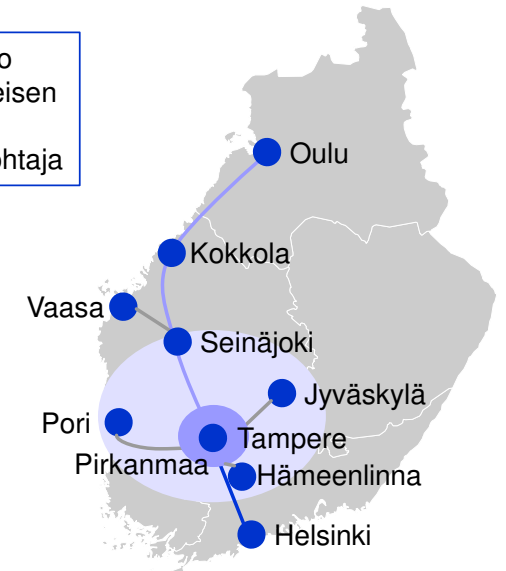 Oulu
Kokkola
Vaasa
Seinäjoki
Jyväskylä
Pori
Tampere
Pirkanmaa
Hämeenlinna
Helsinki